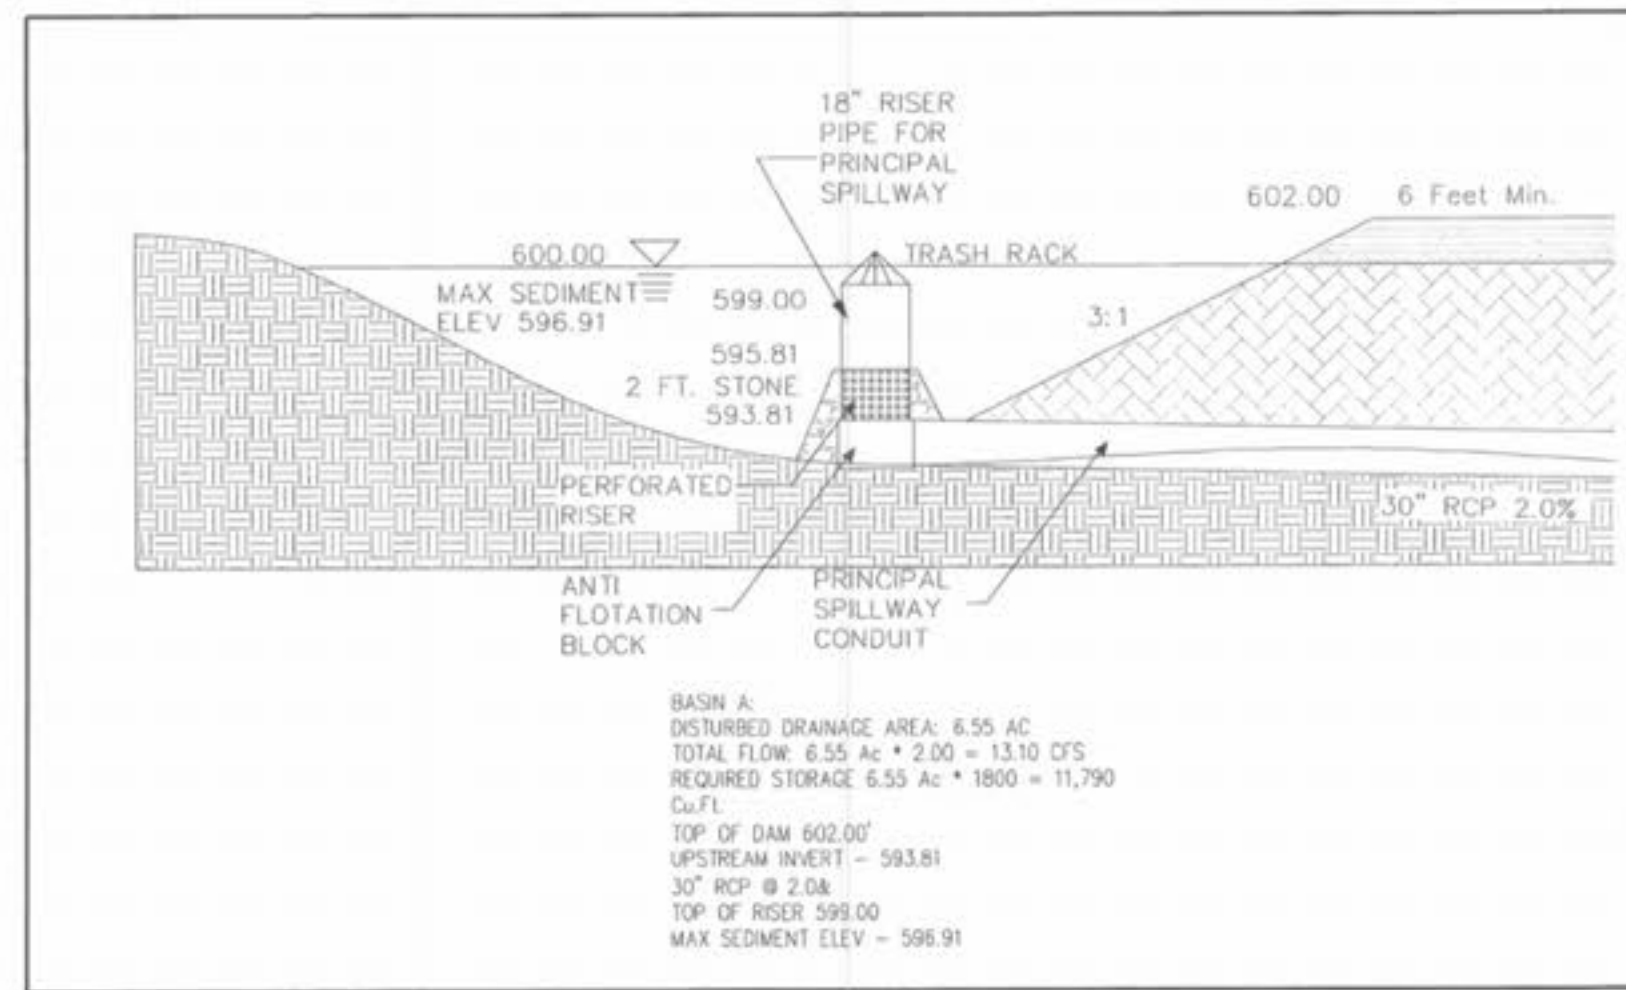 18" RISER
PIPE FOR
PRINCIPAL
SPILLWAY
602.00
6 Feet Min.
600.00
TRASH RACK
MAX SEDIMENT
ELEV 596.91
599.00
3:1
595.81
2 FT. STONE
593.81
PERFORATED
RISER
30" RCP 2.0%
ANTI
FLOTATION
BLOCK
PRINCIPAL
SPILLWAY
CONDUIT
BASIN A:
DISTURBED DRAINAGE AREA: 6.55 AC
TOTAL FLOW: 6.55 Ac * 2.00 = 13.10 CFS
REQUIRED STORAGE 6.55 Ac * 1800 = 11,790
Cu.Ft.
TOP OF DAM 602.00'
UPSTREAM INVERT - 593.81
30" RCP @ 2.0&
TOP OF RISER 599.00
MAX SEDIMENT ELEV - 596.91